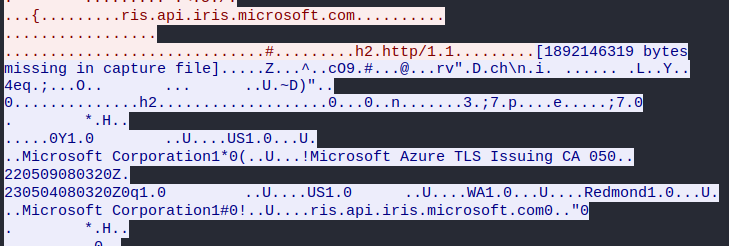 ...{.........ris.api.iris.microsoft.com..........
.................
.............................#.........h2.http/1.1.........[1892146319 bytes
missing in capture file].....Z...^..cO9.#...@...rv".D.ch\n.i. ...... .L..Y..
4eq.;...O.. ... ..U.~D)"..
0..............h2...................0...0..n.......3.;7.p....e.....;7.0
. *.H..
.....0Y1.0 ..U....US1.0...U.
..Microsoft Corporation1*0(..U...!Microsoft Azure TLS Issuing CA 050..
220509080320Z.
230504080320Z0q1.0 ..U....US1.0 ..U....WA1.0...U....Redmond1.0...U.
..Microsoft Corporation1#0!..U....ris.api.iris.microsoft.com0.."0
. *.H..